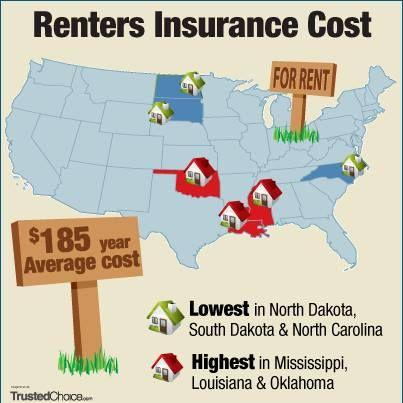 Renters Insurance Cost
FOR RENT
$185 year
Average cost
Lowest in North Dakota,
South Dakota & North Carolina
Highest in Mississippi,
Louisiana & Oklahoma
TrustedChoice.com